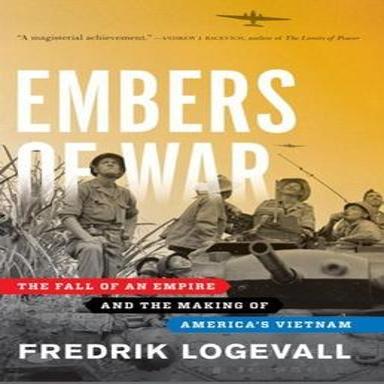 "A magisterial achievement." —ANDREW J. BACEVICH, author of The Limits of Power
EMBERS
OF WAR
THE FALL OF AN EMPIRE
AND THE MAKING OF
AMERICA'S VIETNAM
FREDRIK LOGEVALL